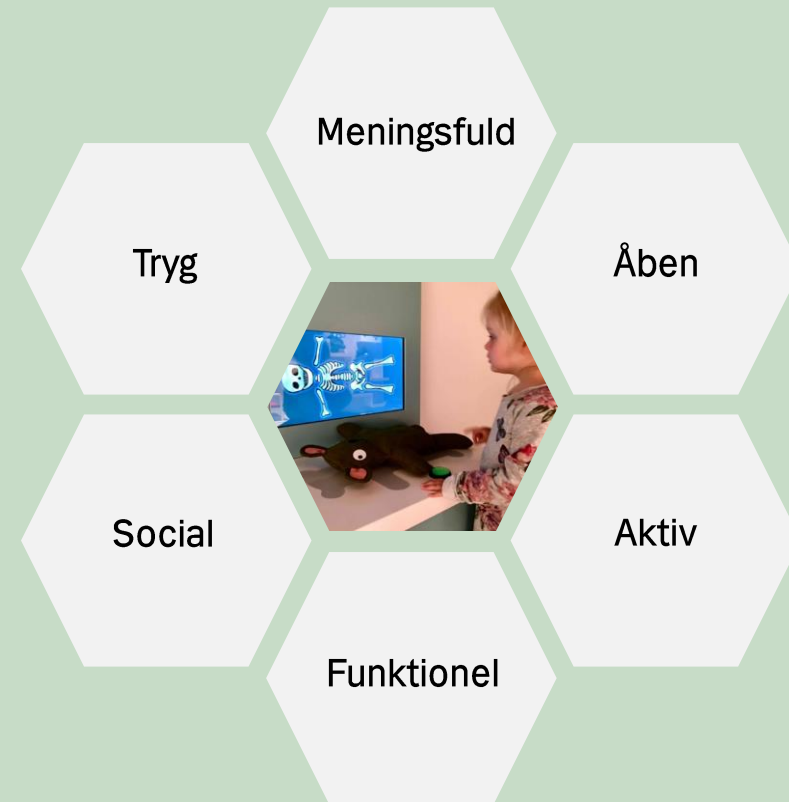 Meningsfuld
Tryg
Åben
Social
Aktiv
Funktionel